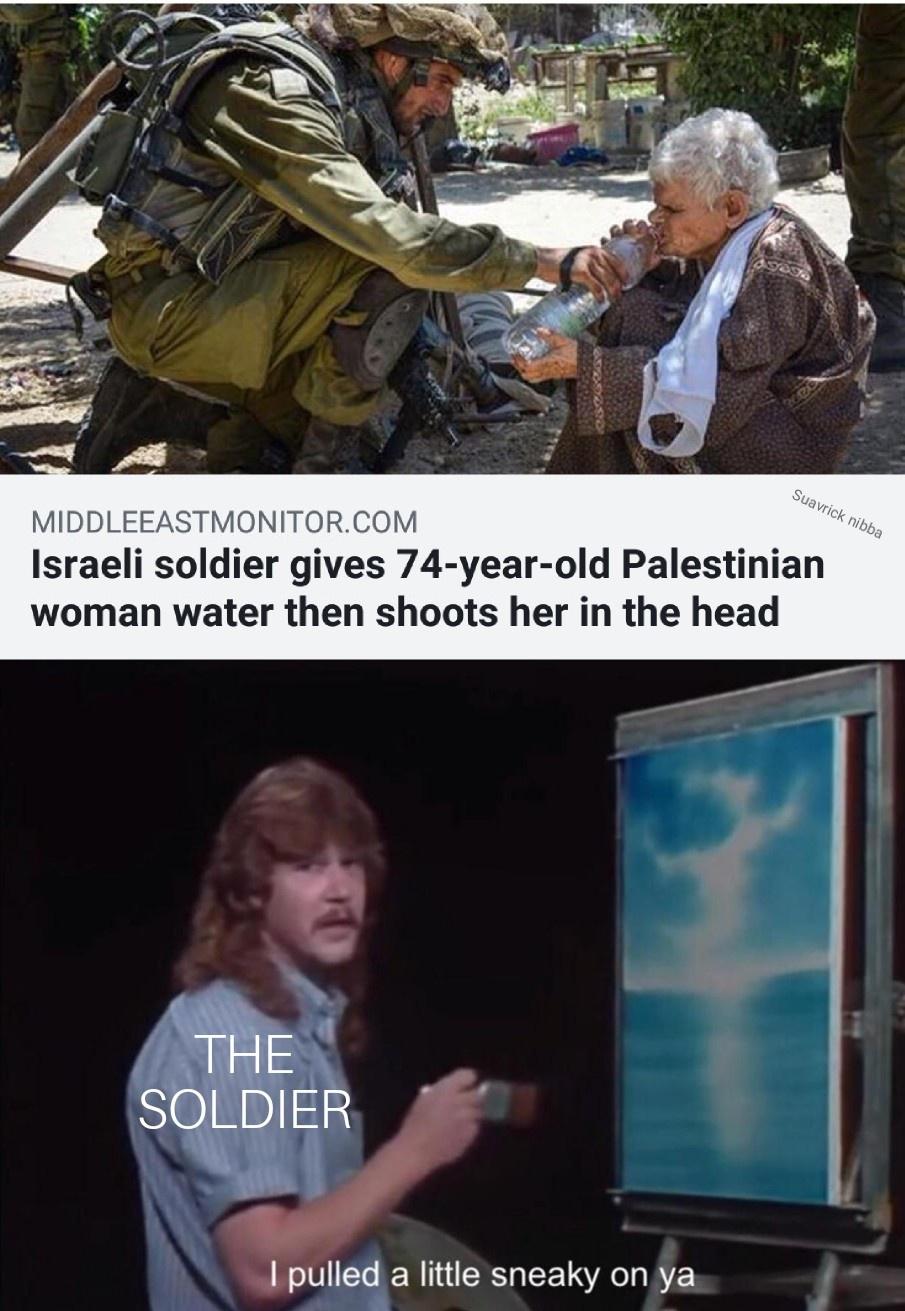 MIDDLEEASTMONITOR.COM
Suavrick nibba
Israeli soldier gives 74-year-old Palestinian
woman water then shoots her in the head
THE
SOLDIER
I pulled a little sneaky on ya